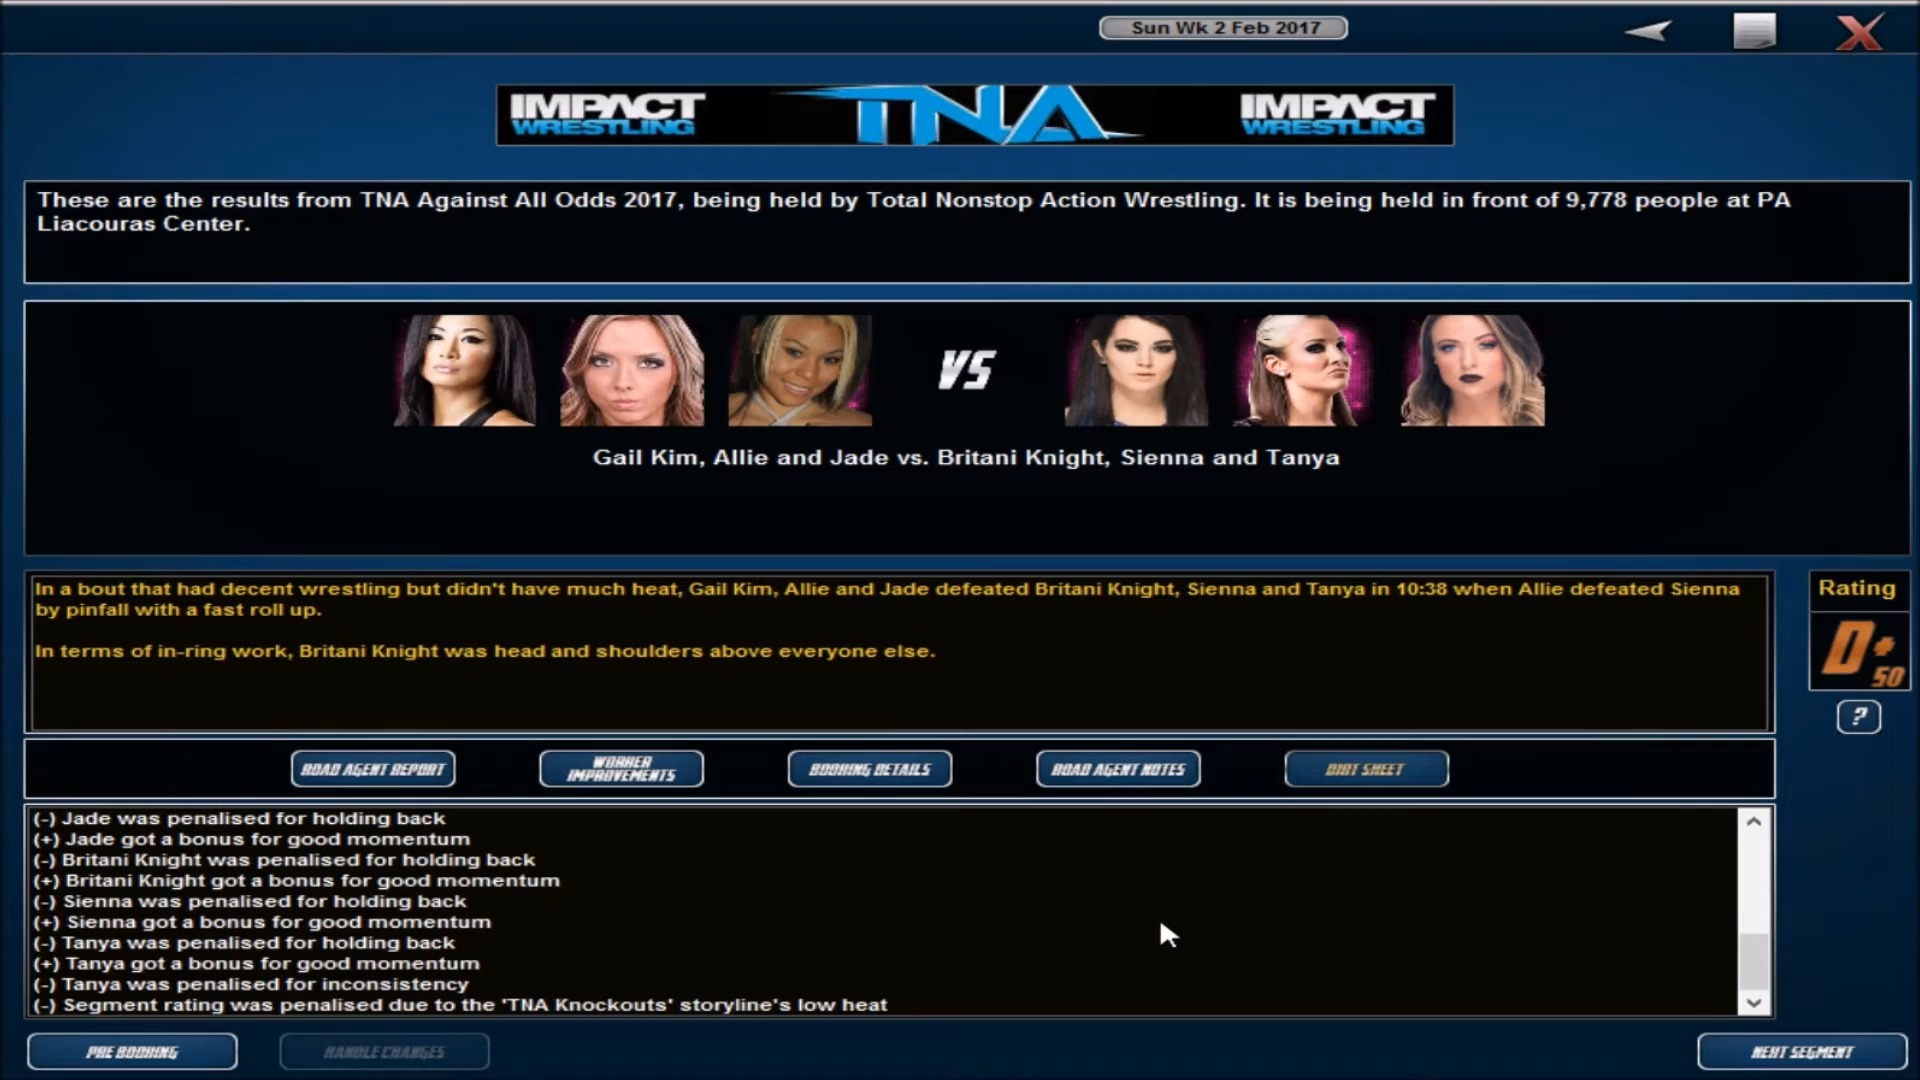 Sun Wk 2 Feb 2017
IMPACT WRESTLING TNA IMPACT WRESTLING
These are the results from TNA Against All Odds 2017, being held by Total Nonstop Action Wrestling. It is being held in front of 9,778 people at PA
Liacouras Center.
VS
Gail Kim, Allie and Jade vs. Britani Knight, Sienna and Tanya
In a bout that had decent wrestling but didn't have much heat, Gail Kim, Allie and Jade defeated Britani Knight, Sienna and Tanya in 10:38 when Allie defeated Sienna
by pinfall with a fast roll up.
In terms of in-ring work, Britani Knight was head and shoulders above everyone else.
Rating
D+
50
?
ROAD AGENT REPORT
WORKER IMPROVEMENTS
BOOKING DETAILS
ROAD AGENT NOTES
DIRT SHEET
(-) Jade was penalised for holding back
(+) Jade got a bonus for good momentum
(-) Britani Knight was penalised for holding back
(+) Britani Knight got a bonus for good momentum
(-) Sienna was penalised for holding back
(+) Sienna got a bonus for good momentum
(-) Tanya was penalised for holding back
(+) Tanya got a bonus for good momentum
(-) Tanya was penalised for inconsistency
(-) Segment rating was penalised due to the 'TNA Knockouts' storyline's low heat
PRE BOOKING
HANDLE CHANGES
NEXT SEGMENT